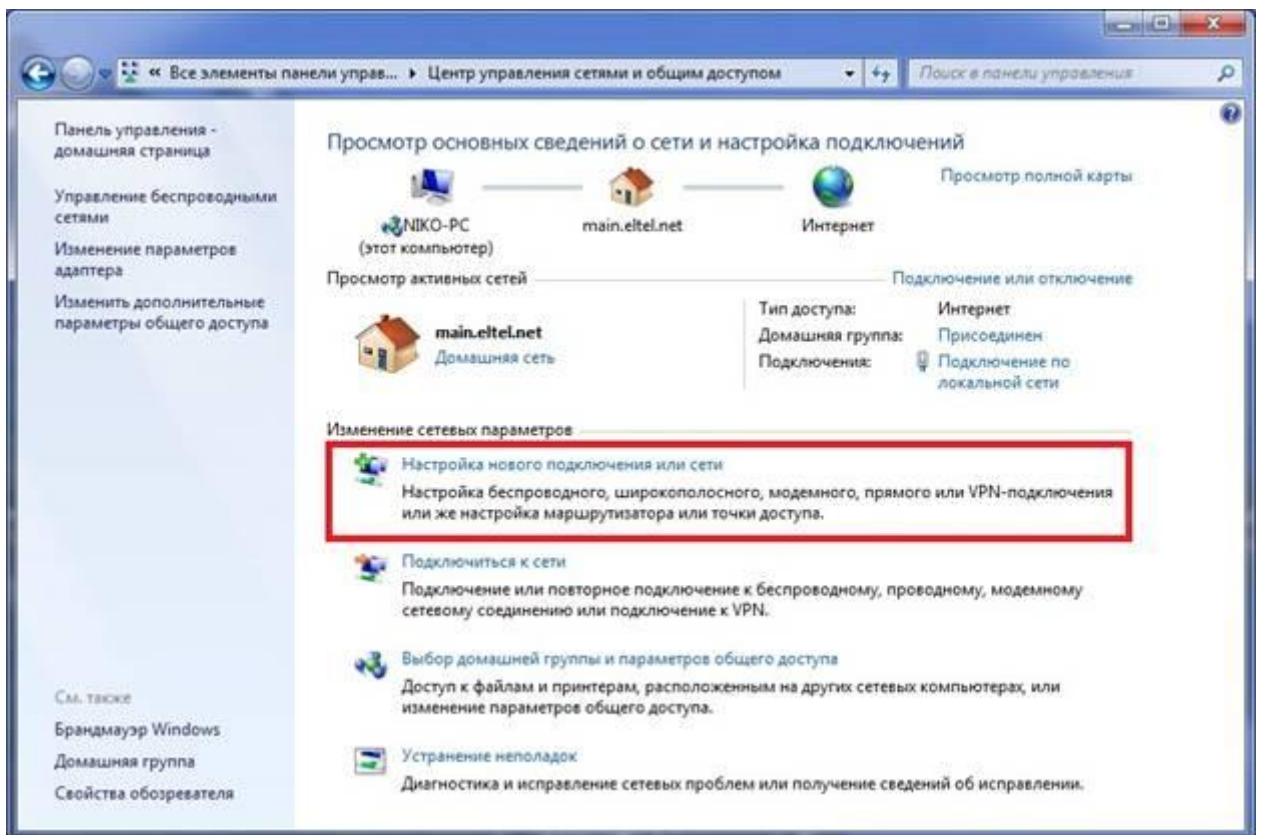 « Все элементы панели управ... ▸ Центр управления сетями и общим доступом
Поиск в панели управления
Панель управления -
домашняя страница
Управление беспроводными
сетями
Изменение параметров
адаптера
Изменить дополнительные
параметры общего доступа
Просмотр основных сведений о сети и настройка подключений
Просмотр полной карты
NIKO-PC
(этот компьютер)
main.eltel.net
Интернет
Просмотр активных сетей
Подключение или отключение
main.eltel.net
Домашняя сеть
Тип доступа: Интернет
Домашняя группа: Присоединен
Подключения: Подключение по
локальной сети
Изменение сетевых параметров
Настройка нового подключения или сети
Настройка беспроводного, широкополосного, модемного, прямого или VPN-подключения
или же настройка маршрутизатора или точки доступа.
Подключиться к сети
Подключение или повторное подключение к беспроводному, проводному, модемному
сетевому соединению или подключение к VPN.
Выбор домашней группы и параметров общего доступа
Доступ к файлам и принтерам, расположенным на других сетевых компьютерах, или
изменение параметров общего доступа.
Устранение неполадок
Диагностика и исправление сетевых проблем или получение сведений об исправлении.
См. также
Брандмауэр Windows
Домашняя группа
Свойства обозревателя